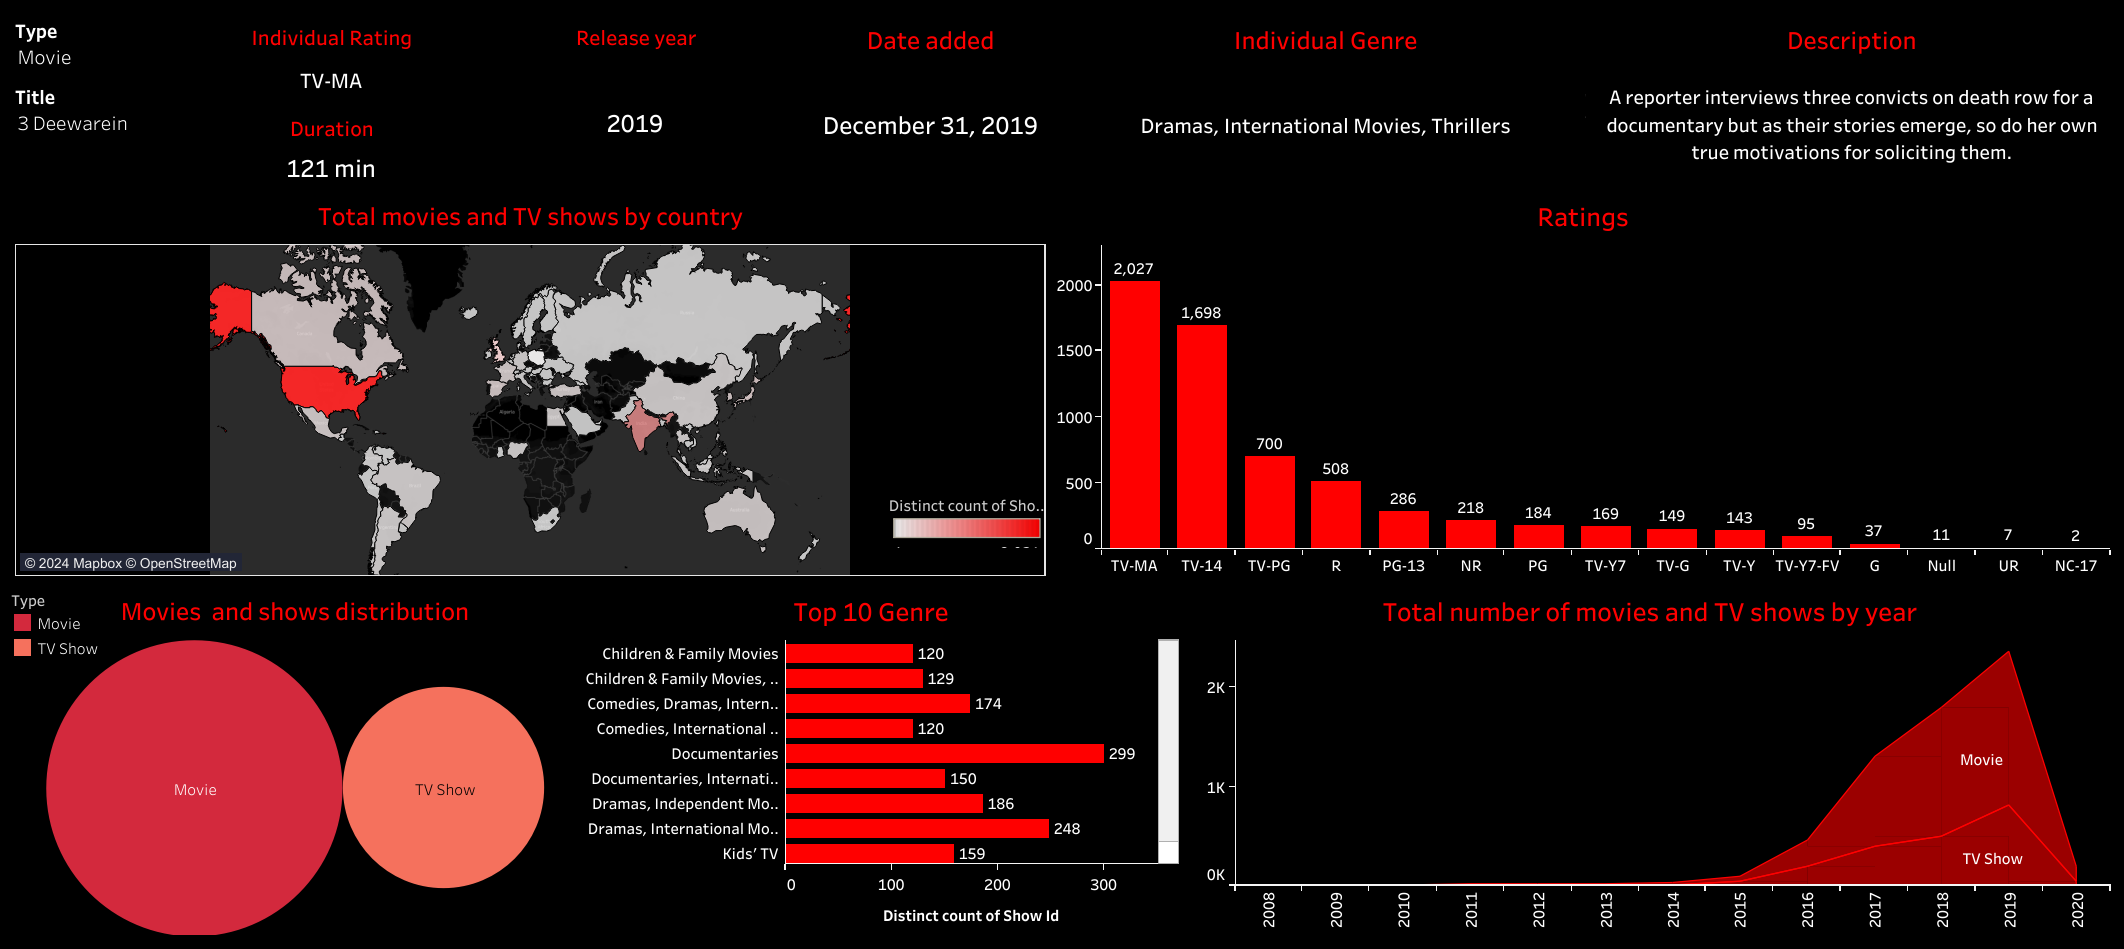 Type
Movie
Title
3 Deewarein
Individual Rating
TV-MA
Duration
121 min
Release year
2019
Date added
December 31, 2019
Individual Genre
Dramas, International Movies, Thrillers
Description
A reporter interviews three convicts on death row for a
documentary but as their stories emerge, so do her own
true motivations for soliciting them.
Total movies and TV shows by country
Algeria
Distinct count of Sho..
© 2024 Mapbox © OpenStreetMap
Ratings
2000
1500
1000
500
0
2,027
1,698
700
508
286
218
184
169
149
143
95
37
11
7
2
TV-MA
TV-14
TV-PG
R
PG-13
NR
PG
TV-Y7
TV-G
TV-Y
TV-Y7-FV
G
Null
UR
NC-17
Type
Movie
TV Show
Movies  and shows distribution
Movie
TV Show
Top 10 Genre
Children & Family Movies
120
Children & Family Movies, ..
129
Comedies, Dramas, Intern..
174
Comedies, International ..
120
Documentaries
299
Documentaries, Internati..
150
Dramas, Independent Mo..
186
Dramas, International Mo..
248
Kids' TV
159
0
100
200
300
Distinct count of Show Id
Total number of movies and TV shows by year
2K
1K
0K
Movie
TV Show
2008
2009
2010
2011
2012
2013
2014
2015
2016
2017
2018
2019
2020